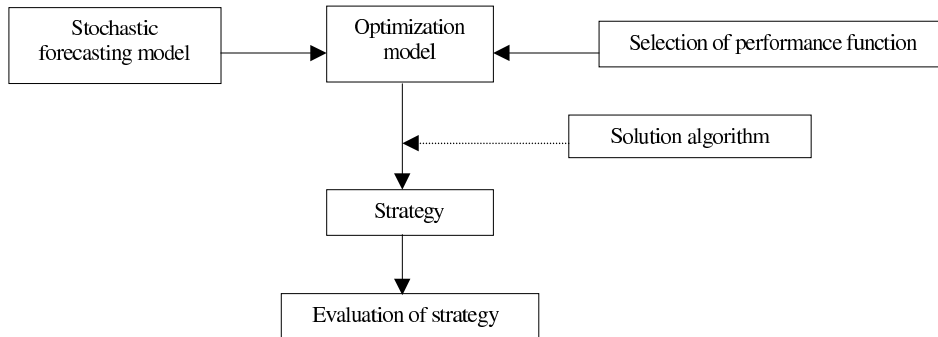 Stochastic
forecasting model
Optimization
model
Selection of performance function
Solution algorithm
Strategy
Evaluation of strategy